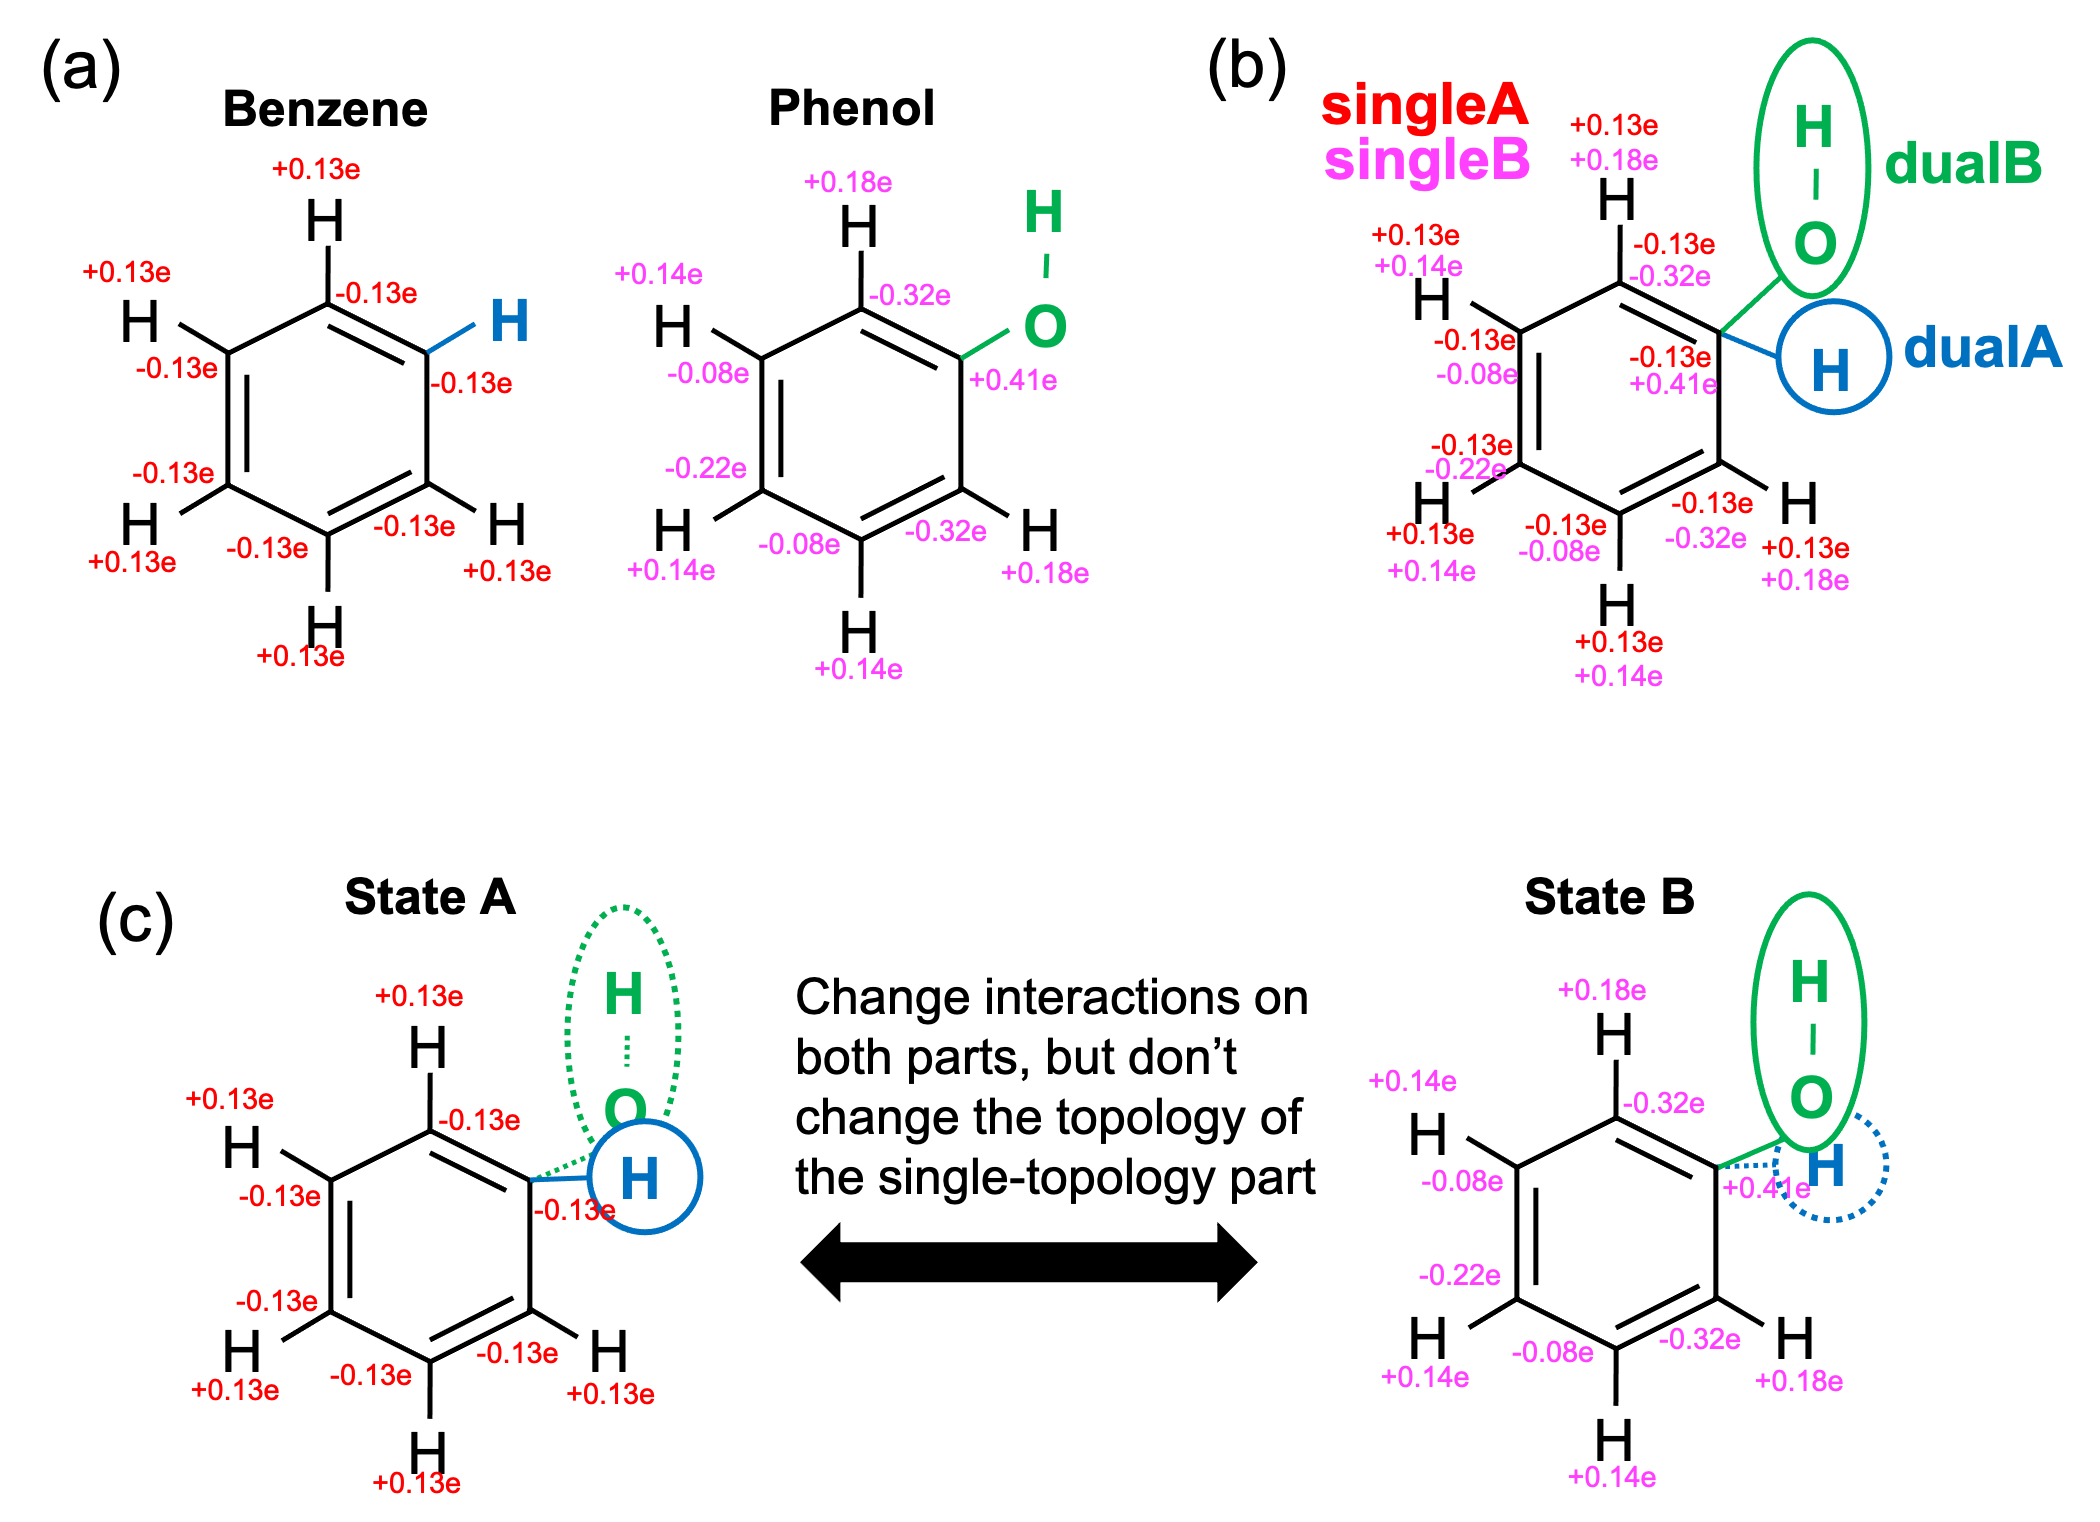 (a)
Benzene
+0.13e
H
+0.13e
H
-0.13e
H
-0.13e
-0.13e
-0.13e
H
-0.13e
-0.13e
H
+0.13e
+0.13e
H
+0.13e
Phenol
+0.18e
H
H
+0.14e
-0.32e
H
O
-0.08e
+0.41e
-0.22e
H
-0.08e
-0.32e
H
+0.14e
+0.18e
H
+0.14e
(b)
singleA
singleB
+0.13e
+0.18e
H
H
O
dualB
+0.13e
+0.14e
H
-0.13e
-0.32e
-0.13e
-0.08e
-0.13e
+0.41e
H
dualA
-0.13e
-0.22e
H
+0.13e
+0.14e
-0.13e
-0.08e
-0.13e
-0.32e
H
+0.13e
+0.18e
H
+0.13e
+0.14e
(c)
State A
H
+0.13e
H
+0.13e
-0.13e
O
H
H
-0.13e
-0.13e
-0.13e
H
-0.13e
-0.13e
H
+0.13e
+0.13e
H
+0.13e
Change interactions on
both parts, but don’t
change the topology of
the single-topology part
State B
H
+0.18e
H
+0.14e
-0.32e
O
H
H
-0.08e
+0.41e
-0.22e
H
-0.08e
-0.32e
H
+0.14e
+0.18e
H
+0.14e